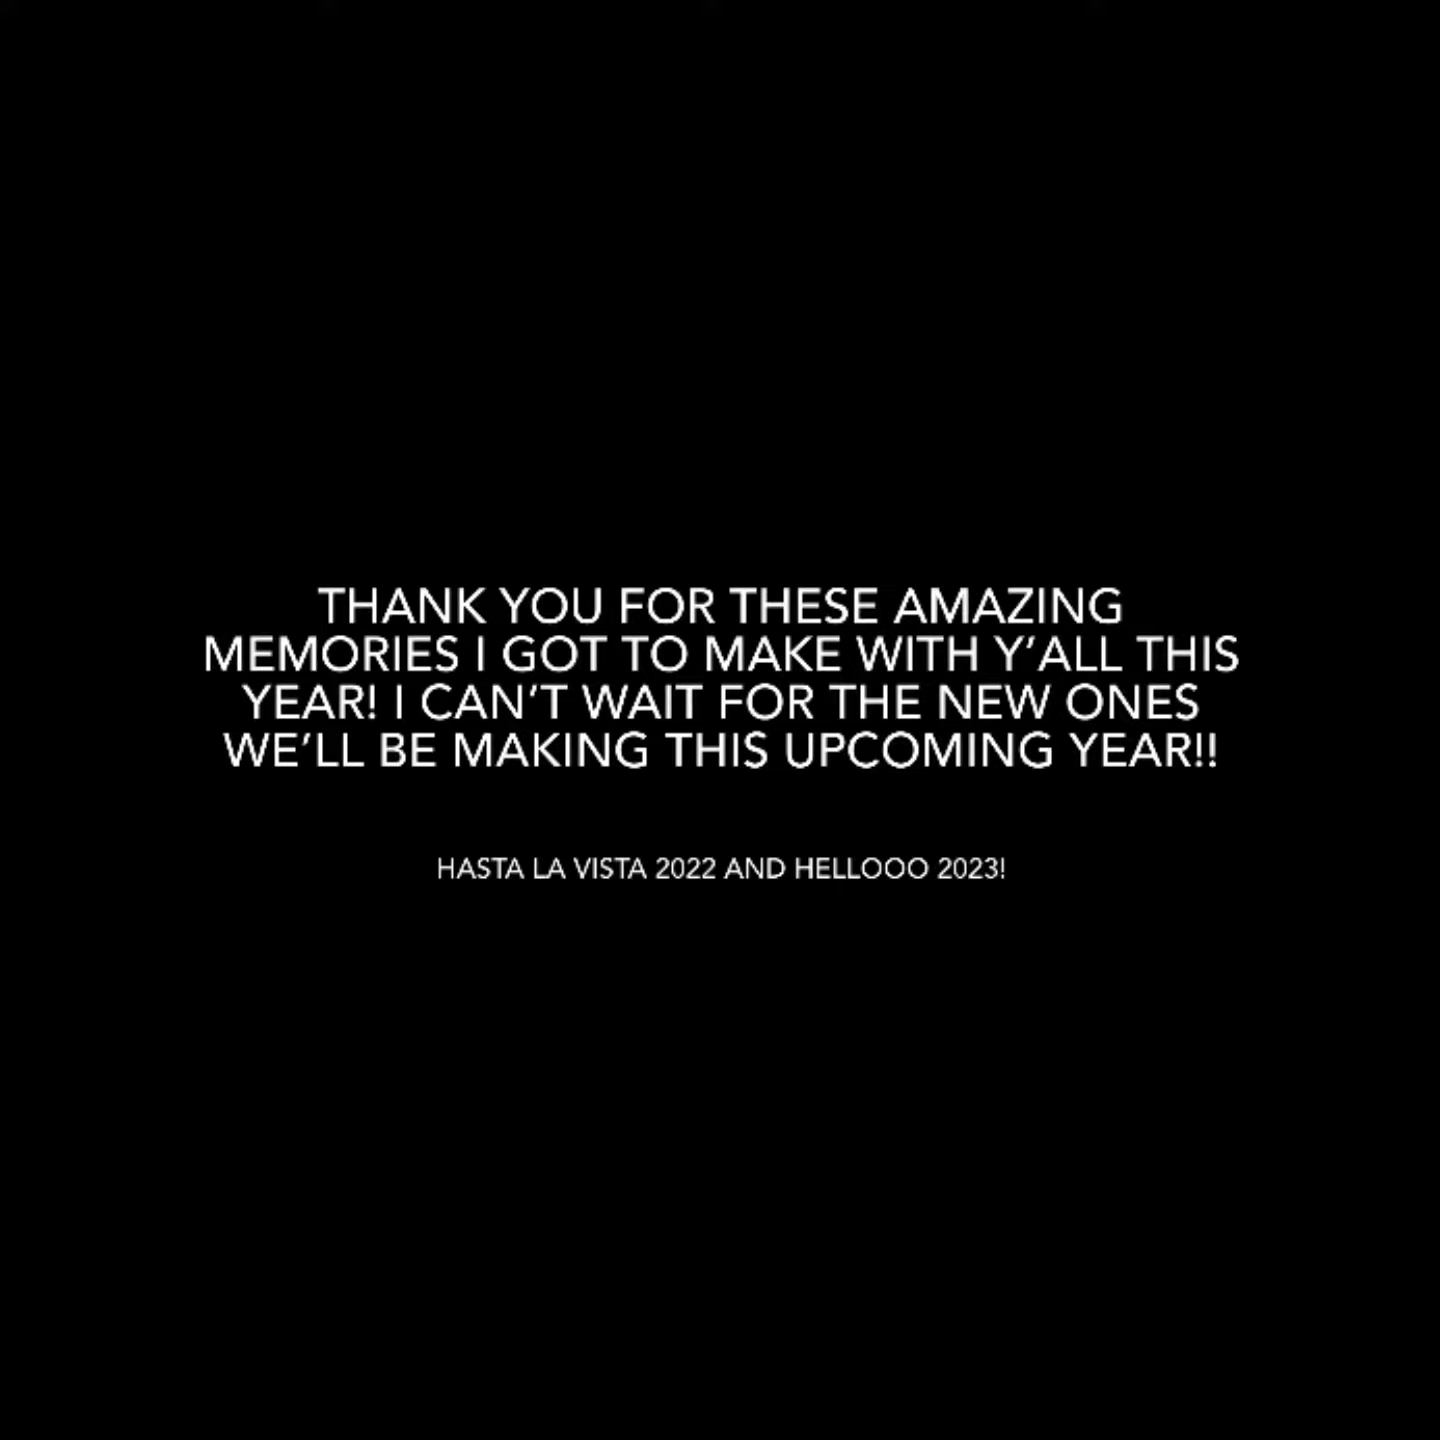 THANK YOU FOR THESE AMAZING
MEMORIES I GOT TO MAKE WITH Y’ALL THIS
YEAR! I CAN’T WAIT FOR THE NEW ONES
WE’LL BE MAKING THIS UPCOMING YEAR!!
HASTA LA VISTA 2022 AND HELLOOO 2023!